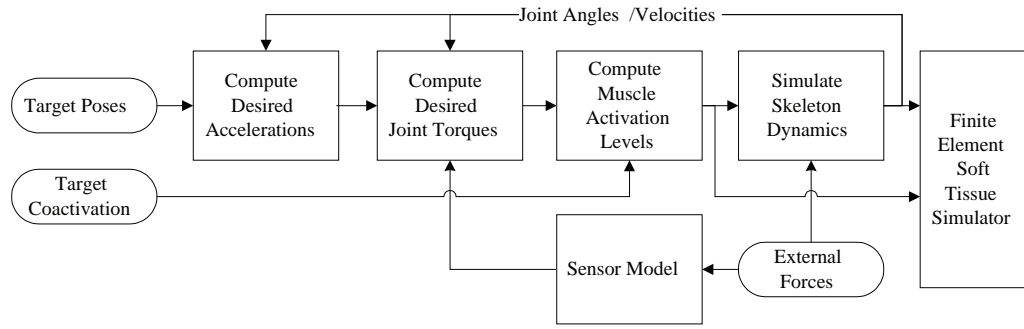 Joint Angles /Velocities
Target Poses
Compute
Desired
Accelerations
Compute
Desired
Joint Torques
Compute
Muscle
Activation
Levels
Simulate
Skeleton
Dynamics
Finite
Element
Soft
Tissue
Simulator
Target
Coactivation
Sensor Model
External
Forces